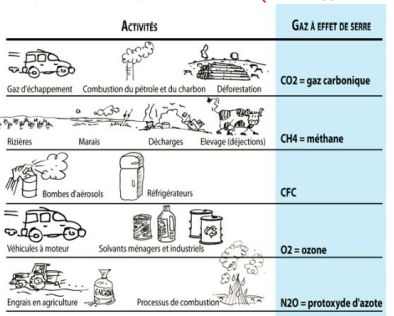 ACTIVITÉS GAZ À EFFET DE SERRE
Gaz d'échappement Combustion du pétrole et du charbon Déforestation CO2 = gaz carbonique
Rizières Marais Décharges Elevage (déjections) CH4 = méthane
Bombes d'aérosols Réfrigérateurs CFC
Véhicules à moteur Solvants ménagers et industriels O2 = ozone
ENGRAIS
Engrais en agriculture Processus de combustion N2O = protoxyde d'azote